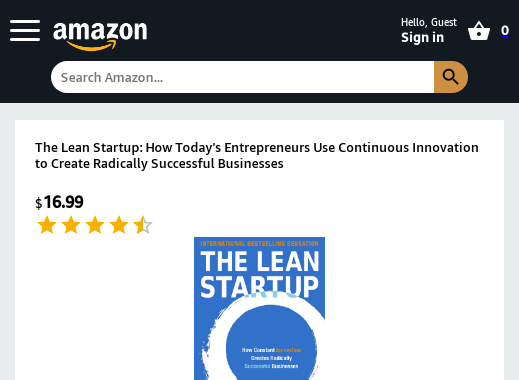 amazon
Hello, Guest
Sign in
0
Search Amazon...
The Lean Startup: How Today's Entrepreneurs Use Continuous Innovation
to Create Radically Successful Businesses
$16.99
INTERNATIONAL BESTSELLING SENSATION
THE LEAN
STARTUP
How Constant Innovation
Creates Radically
Successful Businesses